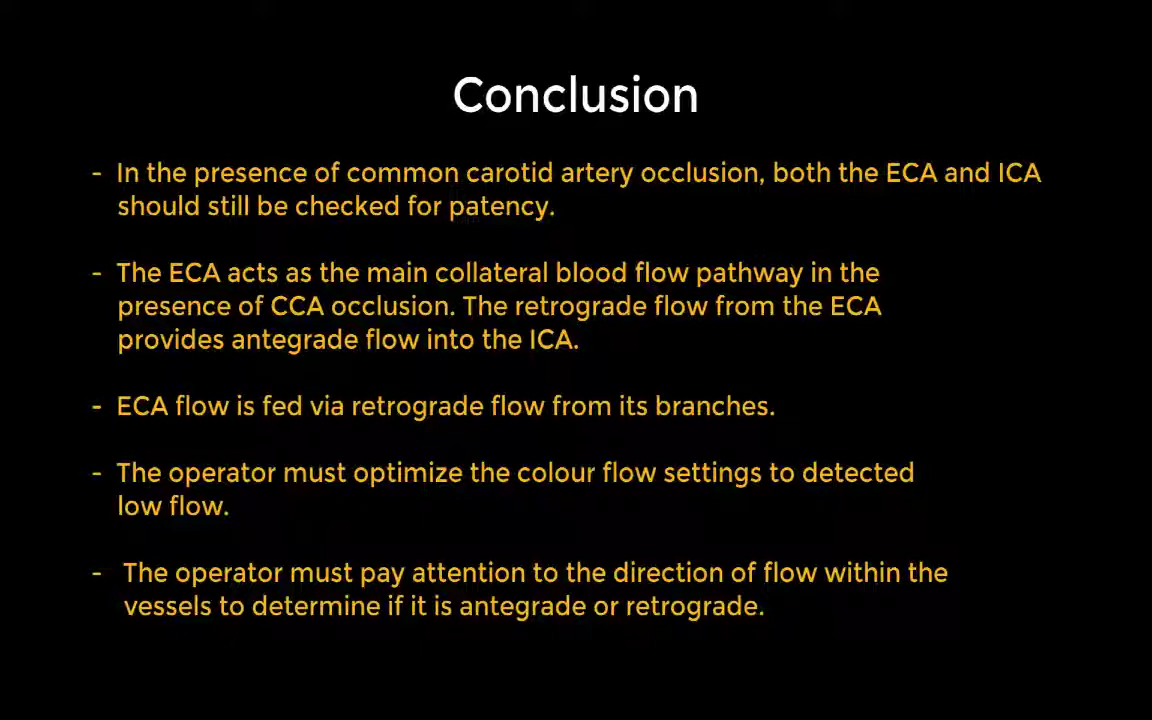 Conclusion
- In the presence of common carotid artery occlusion, both the ECA and ICA
should still be checked for patency.
- The ECA acts as the main collateral blood flow pathway in the
presence of CCA occlusion. The retrograde flow from the ECA
provides antegrade flow into the ICA.
- ECA flow is fed via retrograde flow from its branches.
- The operator must optimize the colour flow settings to detected
low flow.
- The operator must pay attention to the direction of flow within the
vessels to determine if it is antegrade or retrograde.